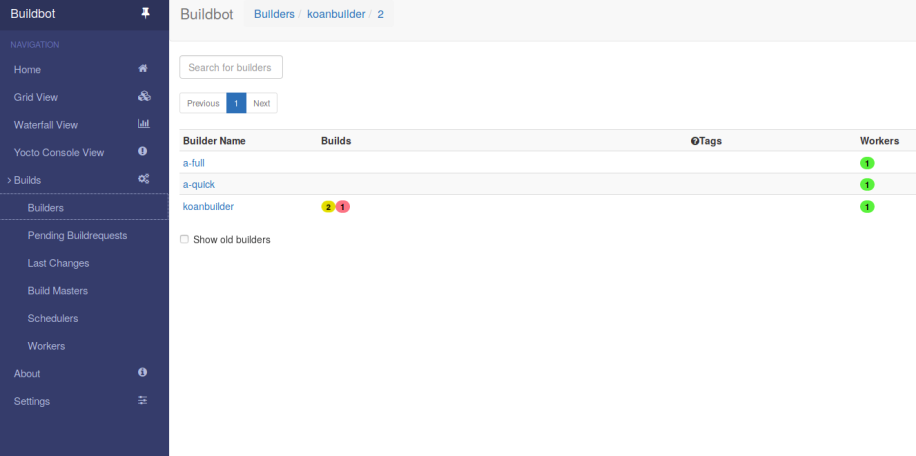 Buildbot
NAVIGATION
Home
Grid View
Waterfall View
Yocto Console View
Builds
Builders
Pending Buildrequests
Last Changes
Build Masters
Schedulers
Workers
About
Settings
Buildbot Builders / koanbuilder / 2
Search for builders
Previous 1 Next
Builder Name Builds Tags Workers
a-full 1
a-quick 1
koanbuilder 2 1 1
Show old builders